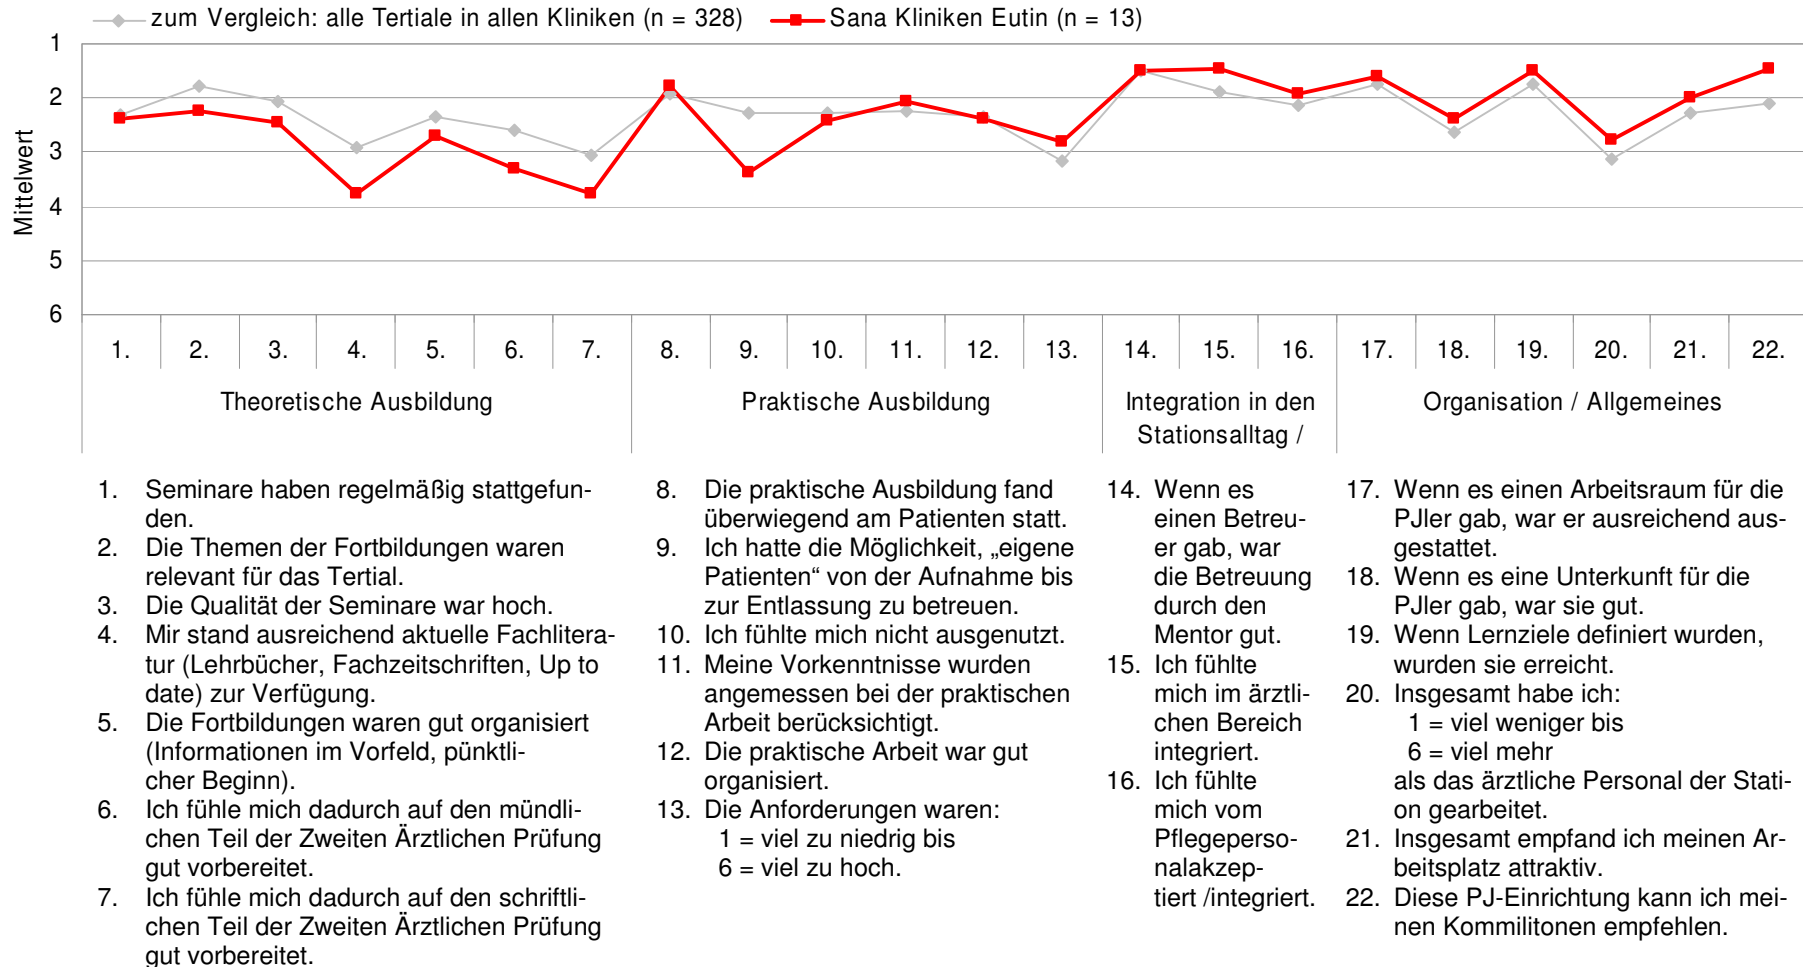 zum Vergleich: alle Tertiale in allen Kliniken (n = 328)
Sana Kliniken Eutin (n = 13)
Mittelwert
1
2
3
4
5
6
1.
2.
3.
4.
5.
6.
7.
8.
9.
10.
11.
12.
13.
14.
15.
16.
17.
18.
19.
20.
21.
22.
Theoretische Ausbildung
Praktische Ausbildung
Integration in den
Stationsalltag /
Organisation / Allgemeines
1. Seminare haben regelmäßig stattgefun-
den.
2. Die Themen der Fortbildungen waren
relevant für das Tertial.
3. Die Qualität der Seminare war hoch.
4. Mir stand ausreichend aktuelle Fachlitera-
tur (Lehrbücher, Fachzeitschriften, Up to
date) zur Verfügung.
5. Die Fortbildungen waren gut organisiert
(Informationen im Vorfeld, pünktli-
cher Beginn).
6. Ich fühle mich dadurch auf den mündli-
chen Teil der Zweiten Ärztlichen Prüfung
gut vorbereitet.
7. Ich fühle mich dadurch auf den schriftli-
chen Teil der Zweiten Ärztlichen Prüfung
gut vorbereitet.
8. Die praktische Ausbildung fand
überwiegend am Patienten statt.
9. Ich hatte die Möglichkeit, „eigene
Patienten“ von der Aufnahme bis
zur Entlassung zu betreuen.
10. Ich fühlte mich nicht ausgenutzt.
11. Meine Vorkenntnisse wurden
angemessen bei der praktischen
Arbeit berücksichtigt.
12. Die praktische Arbeit war gut
organisiert.
13. Die Anforderungen waren:
1 = viel zu niedrig bis
6 = viel zu hoch.
14. Wenn es
einen Betreu-
er gab, war
die Betreuung
durch den
Mentor gut.
15. Ich fühlte
mich im ärztli-
chen Bereich
integriert.
16. Ich fühlte
mich vom
Pflegeperso-
nalakzep-
tiert /integriert.
17. Wenn es einen Arbeitsraum für die
PJler gab, war er ausreichend aus-
gestattet.
18. Wenn es eine Unterkunft für die
PJler gab, war sie gut.
19. Wenn Lernziele definiert wurden,
wurden sie erreicht.
20. Insgesamt habe ich:
1 = viel weniger bis
6 = viel mehr
als das ärztliche Personal der Stati-
on gearbeitet.
21. Insgesamt empfand ich meinen Ar-
beitsplatz attraktiv.
22. Diese PJ-Einrichtung kann ich mei-
nen Kommilitonen empfehlen.